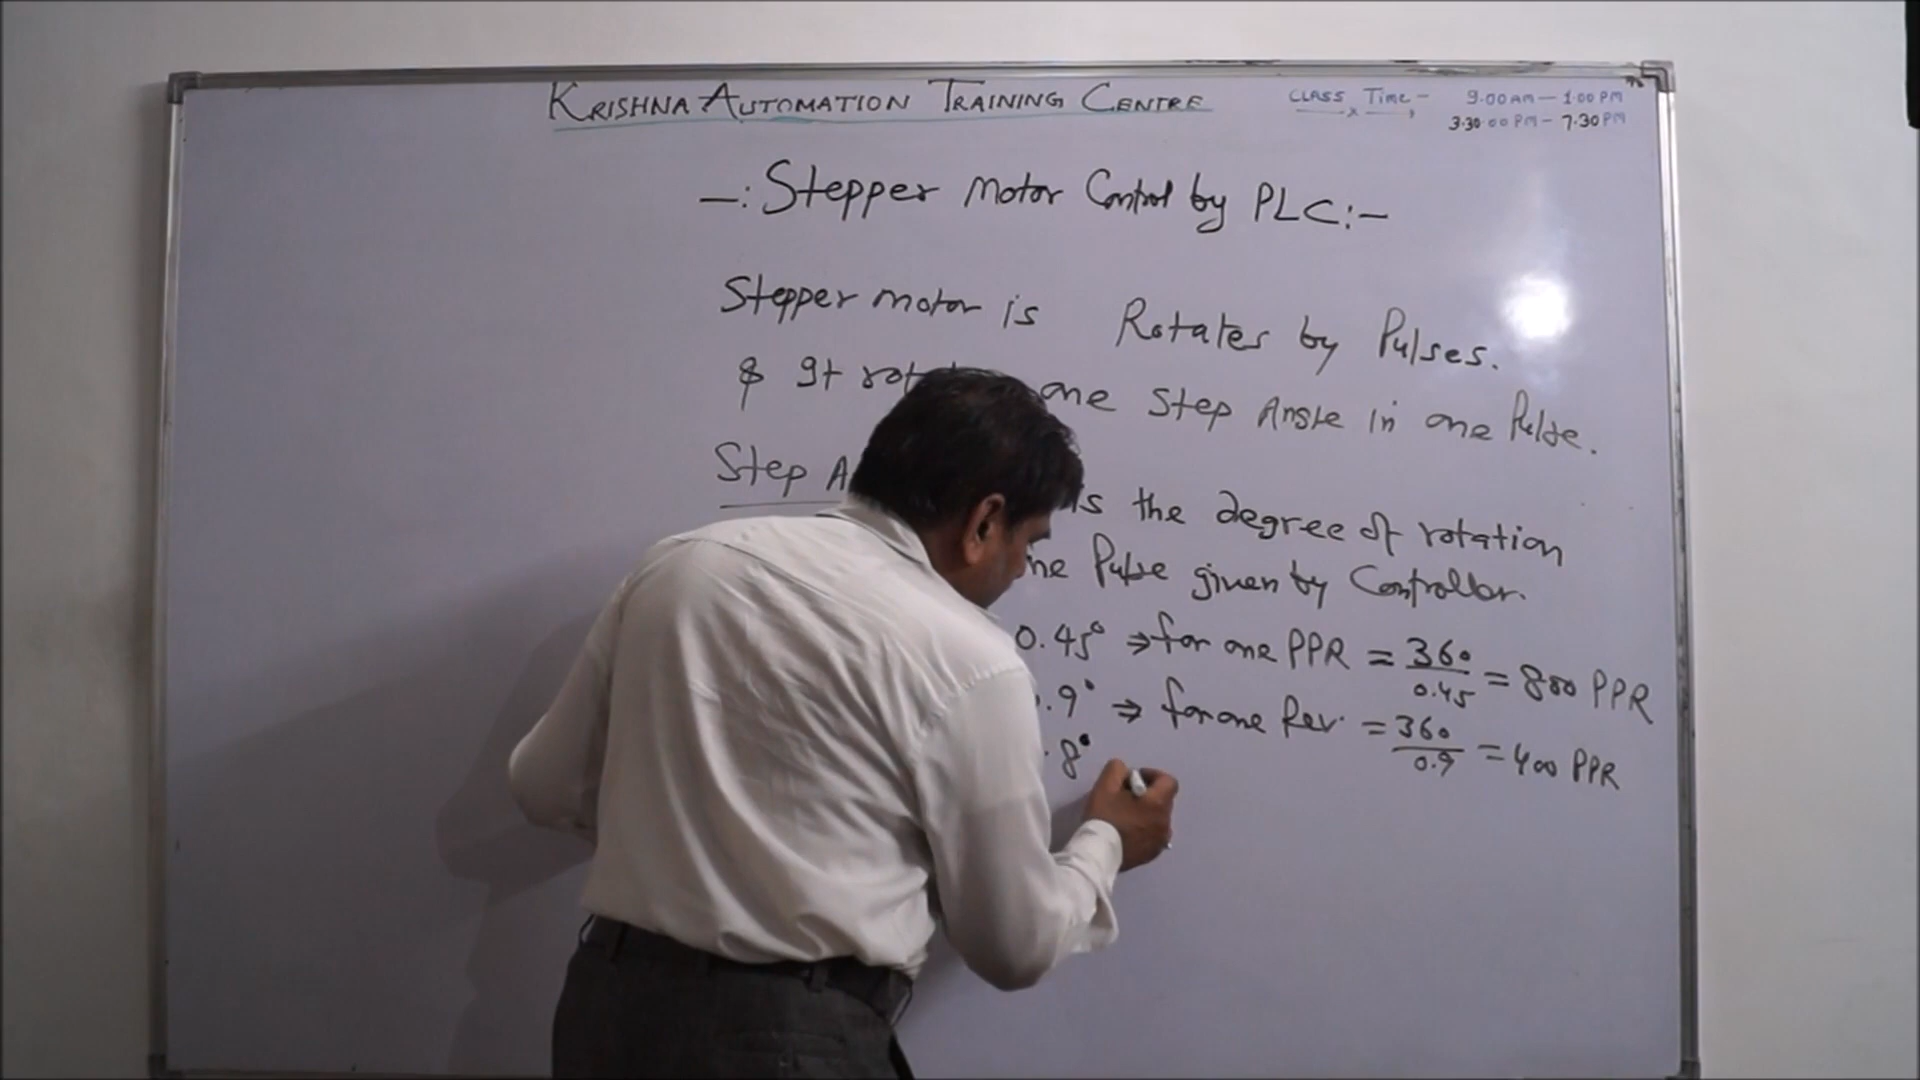 KRISHNA AUTOMATION TRAINING CENTRE
CLASS Time - 9.00 AM - 1.00 PM
3.30.00 PM - 7.30 PM
-: Stepper Motor Control by PLC:-
Stepper motor is Rotates by Pulses.
& It one Step Angle in one Pulse.
Step is the degree of rotation
Pulse given by Controller.
0.45° ⇒ for one PPR = 360/0.45 = 800 PPR
.9° ⇒ for one Rev. = 360/0.9 = 400 PPR
.8°